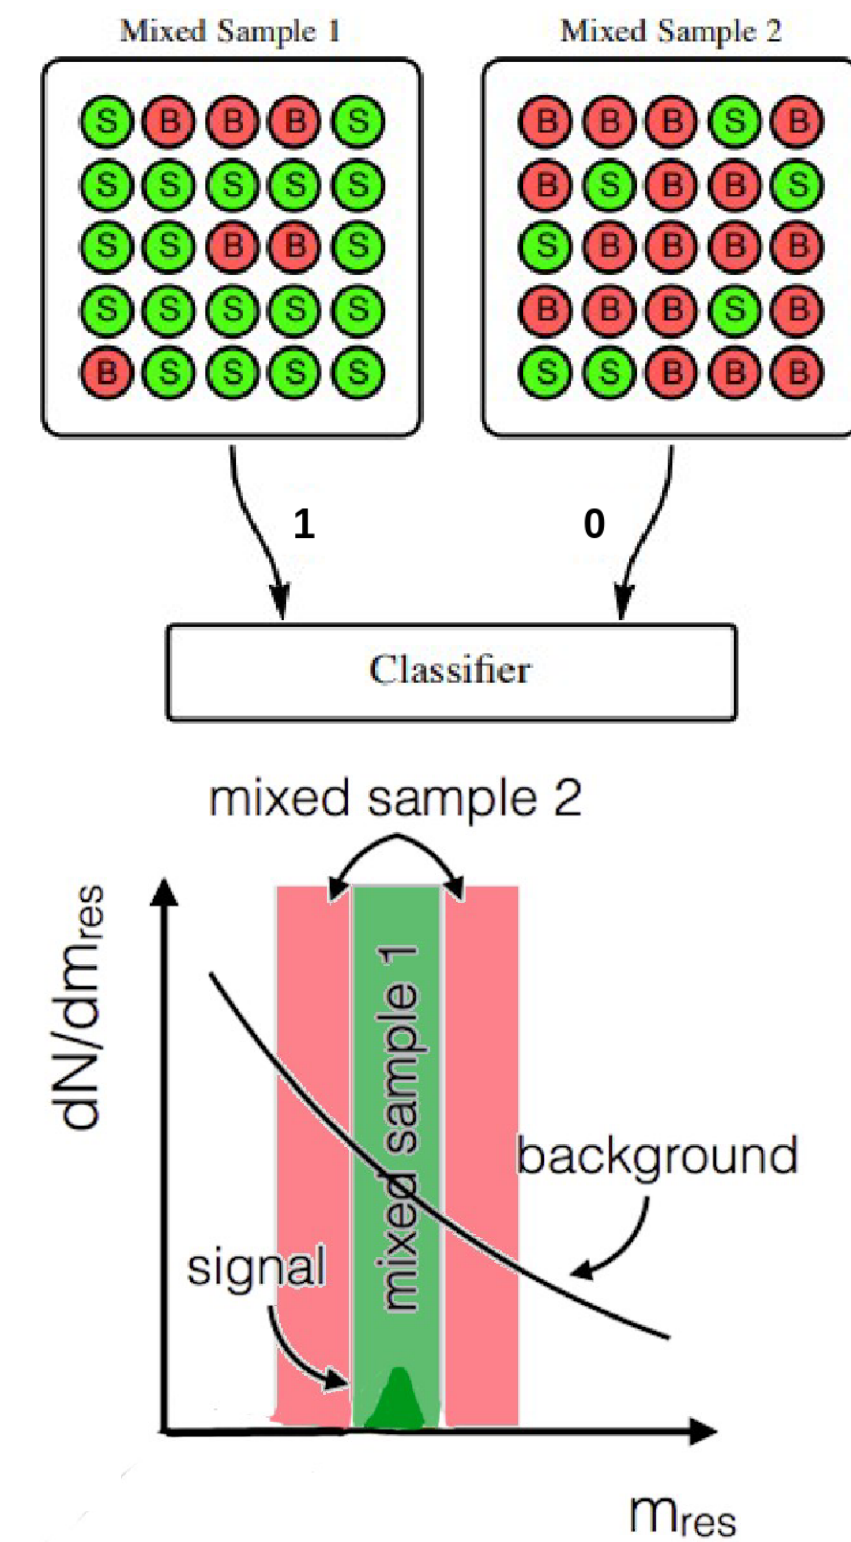 Mixed Sample 1
Mixed Sample 2
S B B B S
S S S S S
S S B B S
S S S S S
B S S S S
B B B S B
B S B B S
S B B B B
B B B S B
S S B B B
1
0
Classifier
mixed sample 2
dN/dmres
mixed sample 1
background
signal
mres